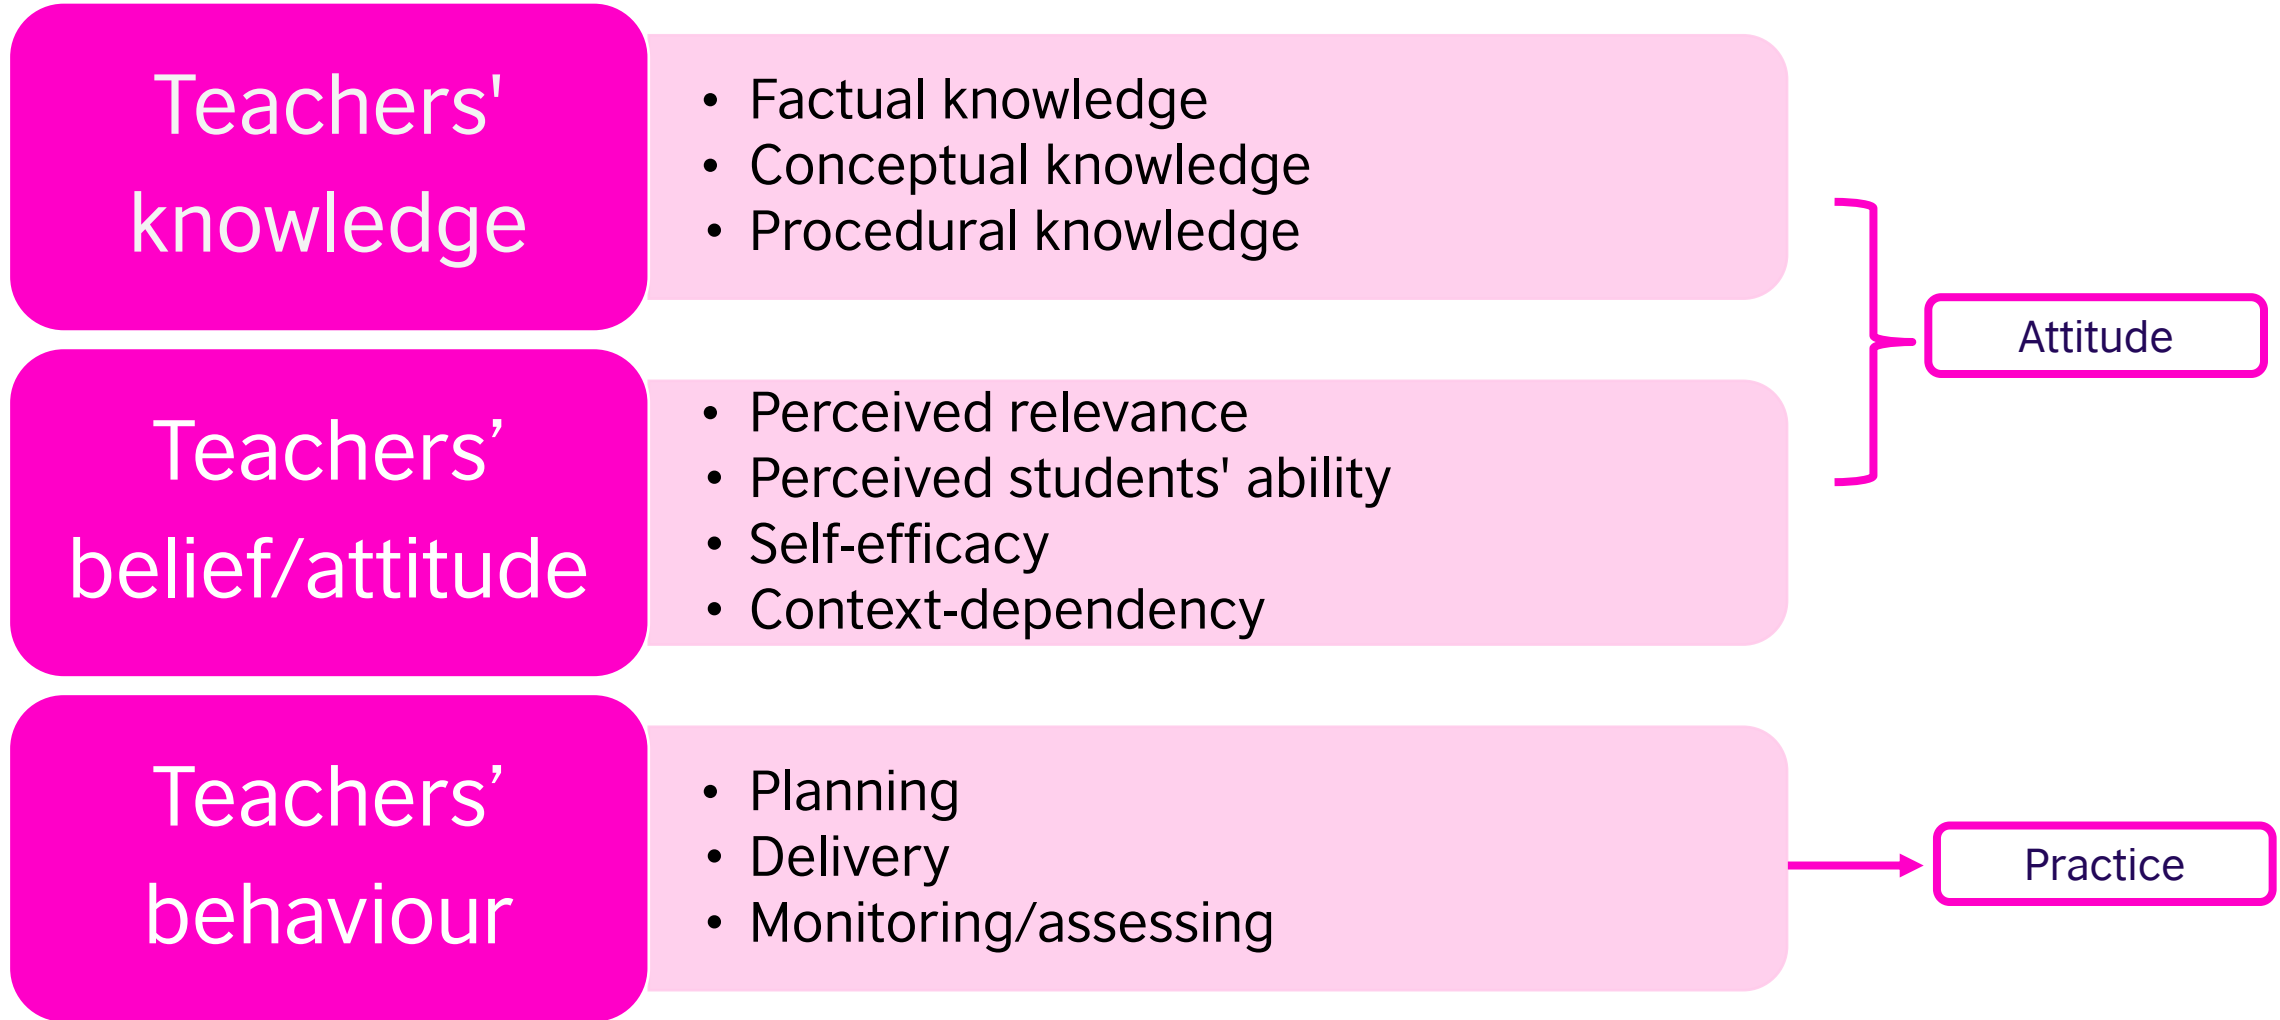 Teachers'
knowledge
• Factual knowledge
• Conceptual knowledge
• Procedural knowledge
Attitude
Teachers’
belief/attitude
• Perceived relevance
• Perceived students' ability
• Self-efficacy
• Context-dependency
Teachers’
behaviour
• Planning
• Delivery
• Monitoring/assessing
Practice